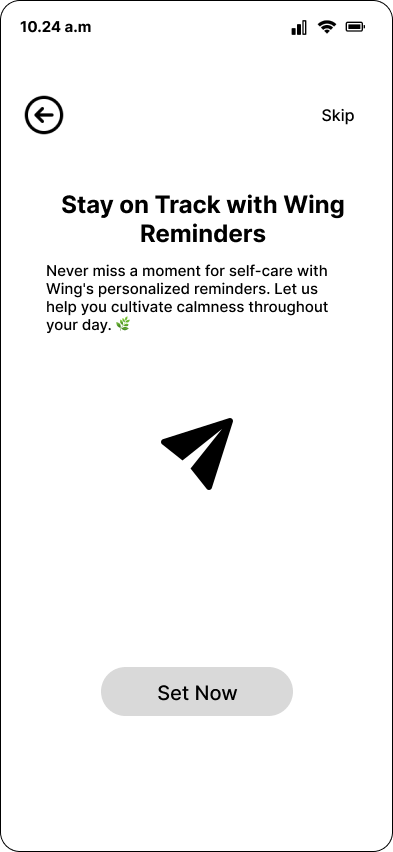 10.24 a.m
Skip
Stay on Track with Wing
Reminders
Never miss a moment for self-care with
Wing's personalized reminders. Let us
help you cultivate calmness throughout
your day. 🌿
Set Now